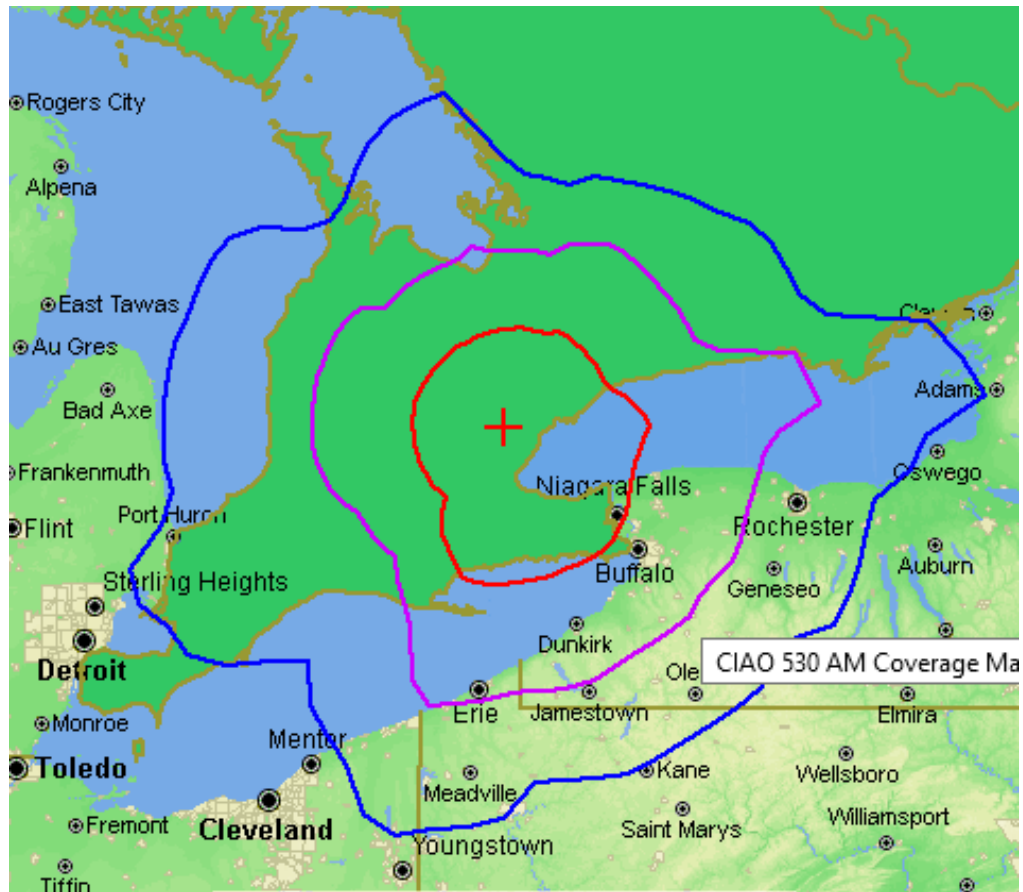 Rogers City
Alpena
East Tawas
Au Gres
Bad Axe
Adams
Frankenmuth
Oswego
Niagara Falls
Flint
Port Huron
Rochester
Auburn
Buffalo
Geneseo
Sterling Heights
Dunkirk
Detroit
CIAO 530 AM Coverage Ma
Ole
Erie
Jamestown
Elmira
Monroe
Mentor
Toledo
Kane
Wellsboro
Meadville
Cleveland
Saint Marys
Williamsport
Fremont
Youngstown
Tiffin